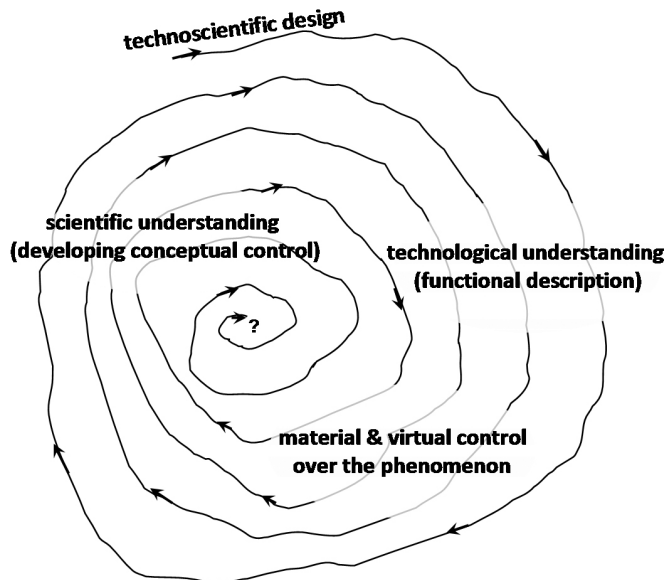 technoscientific design
scientific understanding
(developing conceptual control)
technological understanding
(functional description)
?
material & virtual control
over the phenomenon